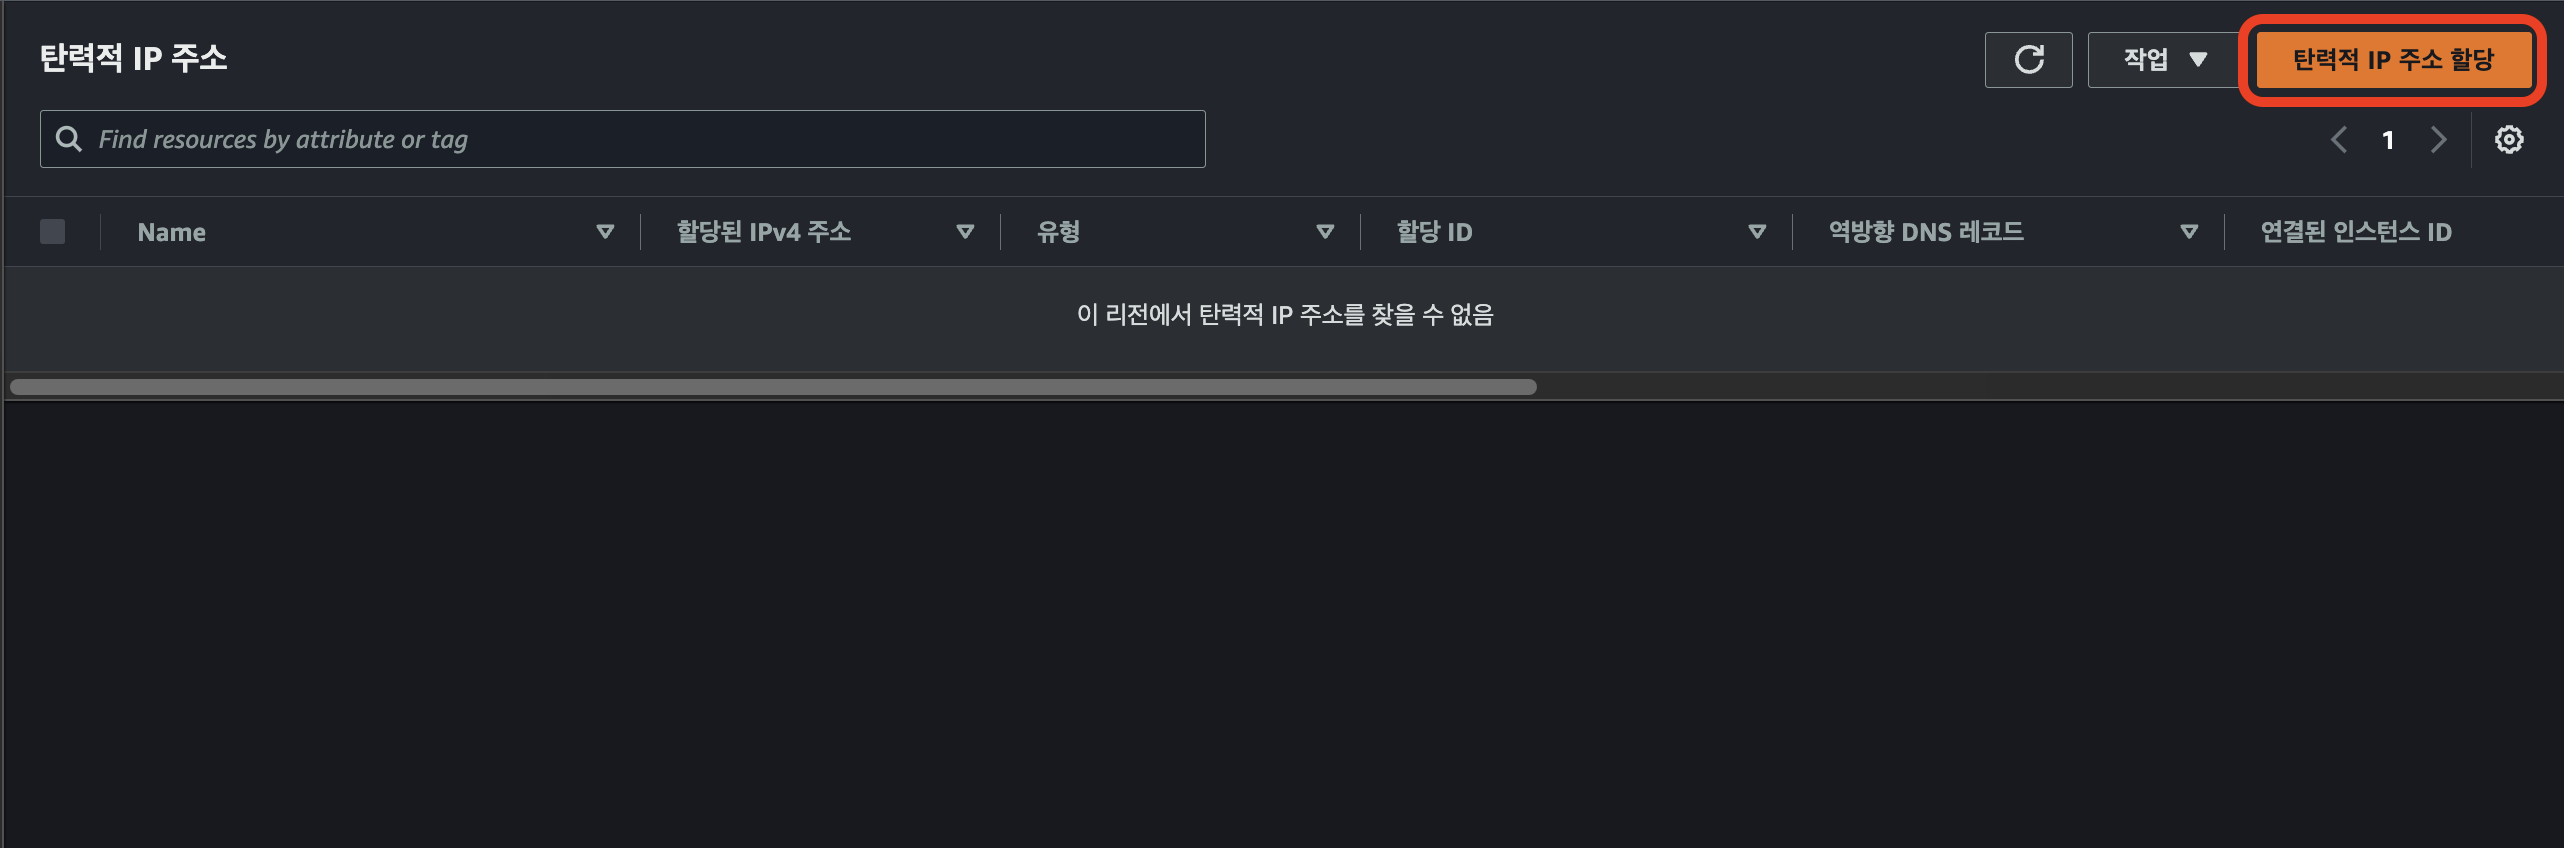 탄력적 IP 주소
작업
탄력적 IP 주소 할당
Find resources by attribute or tag
1
Name
할당된 IPv4 주소
유형
할당 ID
역방향 DNS 레코드
연결된 인스턴스 ID
이 리전에서 탄력적 IP 주소를 찾을 수 없음